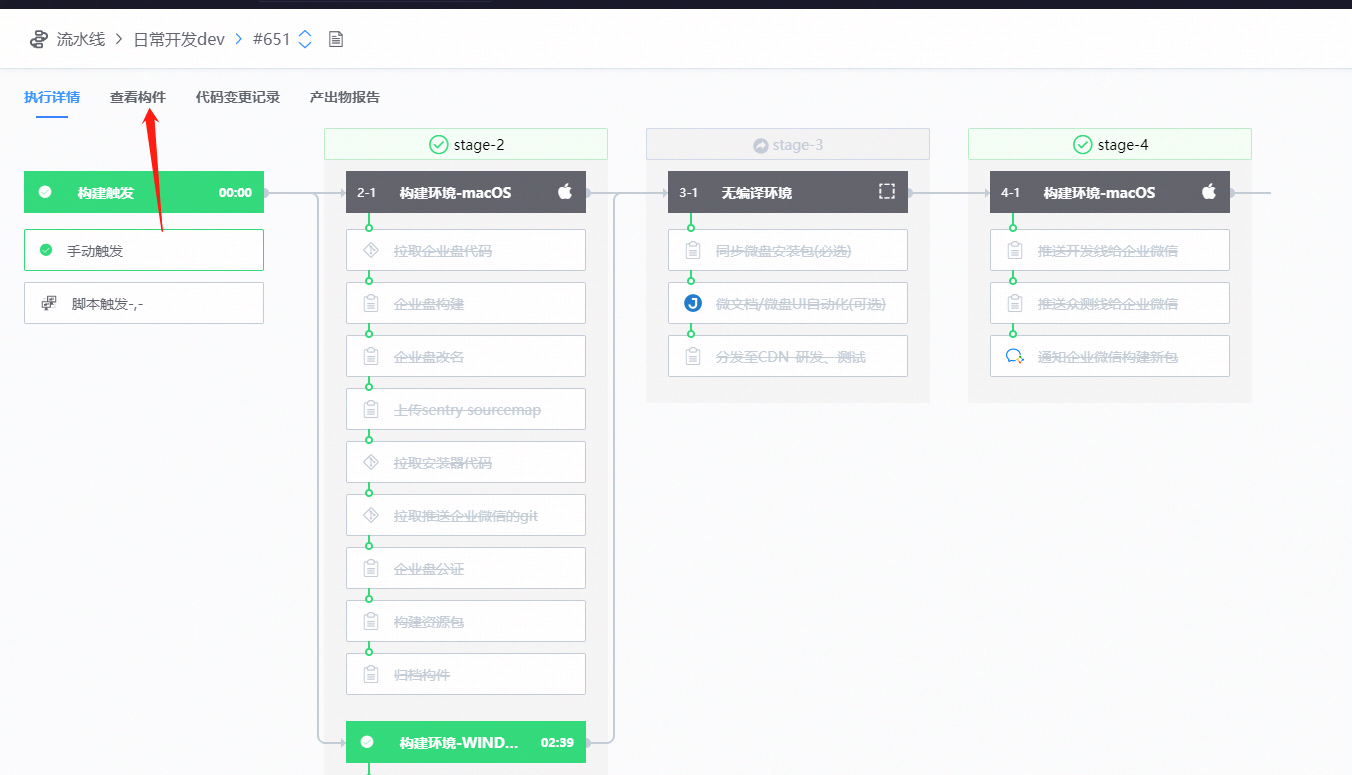 流水线 日常开发dev #651
执行详情 查看构件 代码变更记录 产出物报告
stage-2
stage-3
stage-4
构建触发 00:00
手动触发
脚本触发-,-
2-1 构建环境-macOS
拉取企业盘代码
企业盘构建
企业盘改名
上传sentry sourcemap
拉取安装器代码
拉取推送企业微信的git
企业盘公证
构建资源包
归档构件
构建环境-WIND... 02:39
3-1 无编译环境
同步微盘安装包(必选)
J 微文档/微盘UI自动化(可选)
分发至CDN-研发、测试
4-1 构建环境-macOS
推送开发线给企业微信
推送众测线给企业微信
通知企业微信构建新包